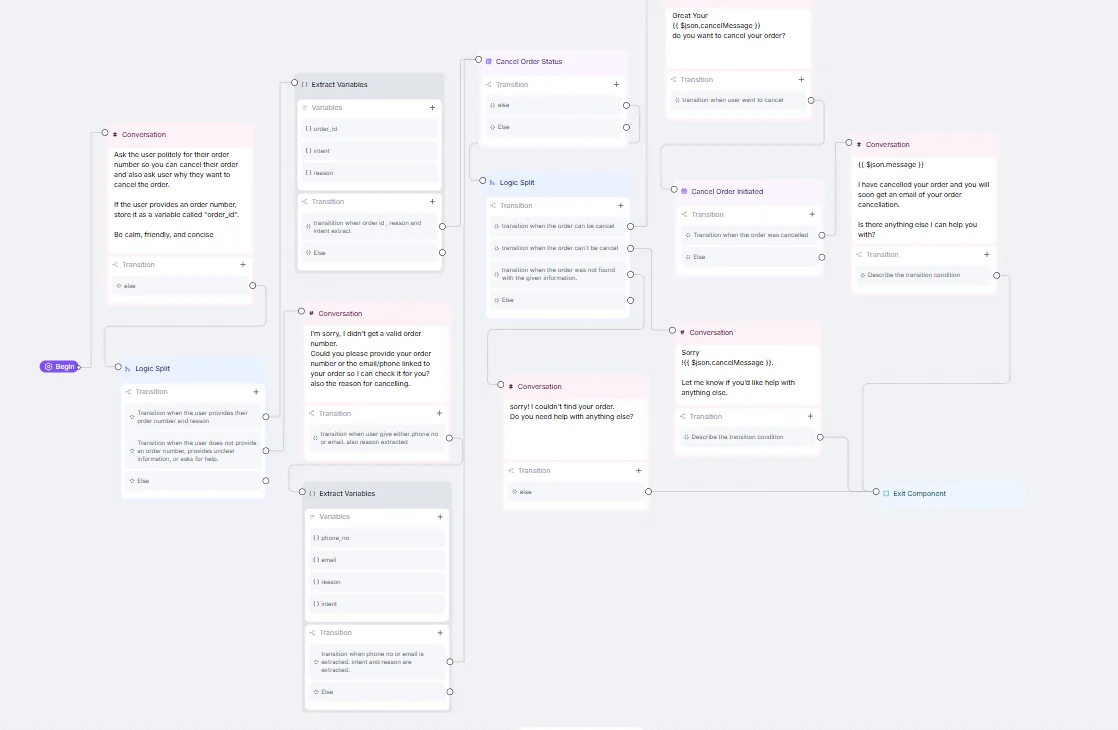 Begin
Conversation
Ask the user politely for their order
number so you can cancel their order
and also ask user why they want to
cancel the order.
If the user provides an order number,
store it as a variable called "order_id".
Be calm, friendly, and concise
Transition
else
Logic Split
Transition
Transition when the user provides their
order number and reason
Transition when the user does not provide
an order number, provides unclear
information, or asks for help.
Else
Extract Variables
Variables
order_id
intent
reason
Transition
transitition when order id , reason and
intent extract
Else
Conversation
I'm sorry, I didn't get a valid order
number.
Could you please provide your order
number or the email/phone linked to
your order so I can check it for you?
also the reason for cancelling.
Transition
transition when user give either phone no
or email. also reason extracted
Extract Variables
Variables
phone_no
email
reason
intent
Transition
transition when phone no or email is
extracted. intent and reason are
extracted.
Else
Cancel Order Status
Transition
else
Else
Logic Split
Transition
transition when the order can be cancel
transition when the order can't be cancel
transition when the order was not found
with the given information.
Else
Conversation
sorry! I couldn't find your order.
Do you need help with anything else?
Transition
else
Great Your
{{ $json.cancelMessage }}
do you want to cancel your order?
Transition
transition when user want to cancel
Cancel Order Initiated
Transition
Transition when the order was cancelled
Else
Conversation
Sorry
!{{ $json.cancelMessage }}.
Let me know if you'd like help with
anything else.
Transition
Describe the transition condition
Conversation
{{ $json.message }}
I have cancelled your order and you will
soon get an email of your order
cancellation.
Is there anything else I can help you
with?
Transition
Describe the transition condition
Exit Component